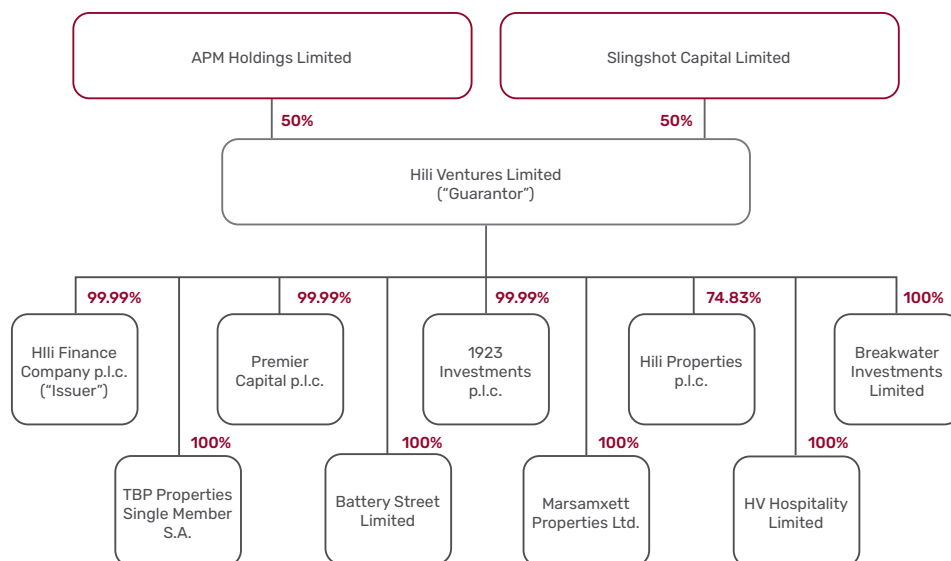 APM Holdings Limited
Slingshot Capital Limited
50%
50%
Hili Ventures Limited
(“Guarantor”)
99.99%
99.99%
99.99%
74.83%
100%
HIli Finance
Company p.l.c.
(“Issuer”)
Premier
Capital p.l.c.
1923
Investments
p.l.c.
Hili Properties
p.l.c.
Breakwater
Investments
Limited
100%
100%
100%
100%
TBP Properties
Single Member
S.A.
Battery Street
Limited
Marsamxett
Properties Ltd.
HV Hospitality
Limited